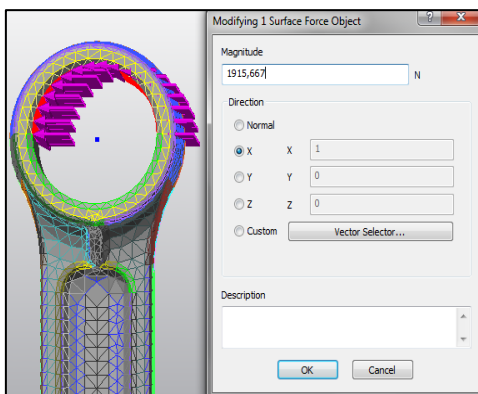 Modifying 1 Surface Force Object
Magnitude
1915,667 N
Direction
Normal
X X 1
Y Y 0
Z Z 0
Custom Vector Selector...
Description
OK Cancel